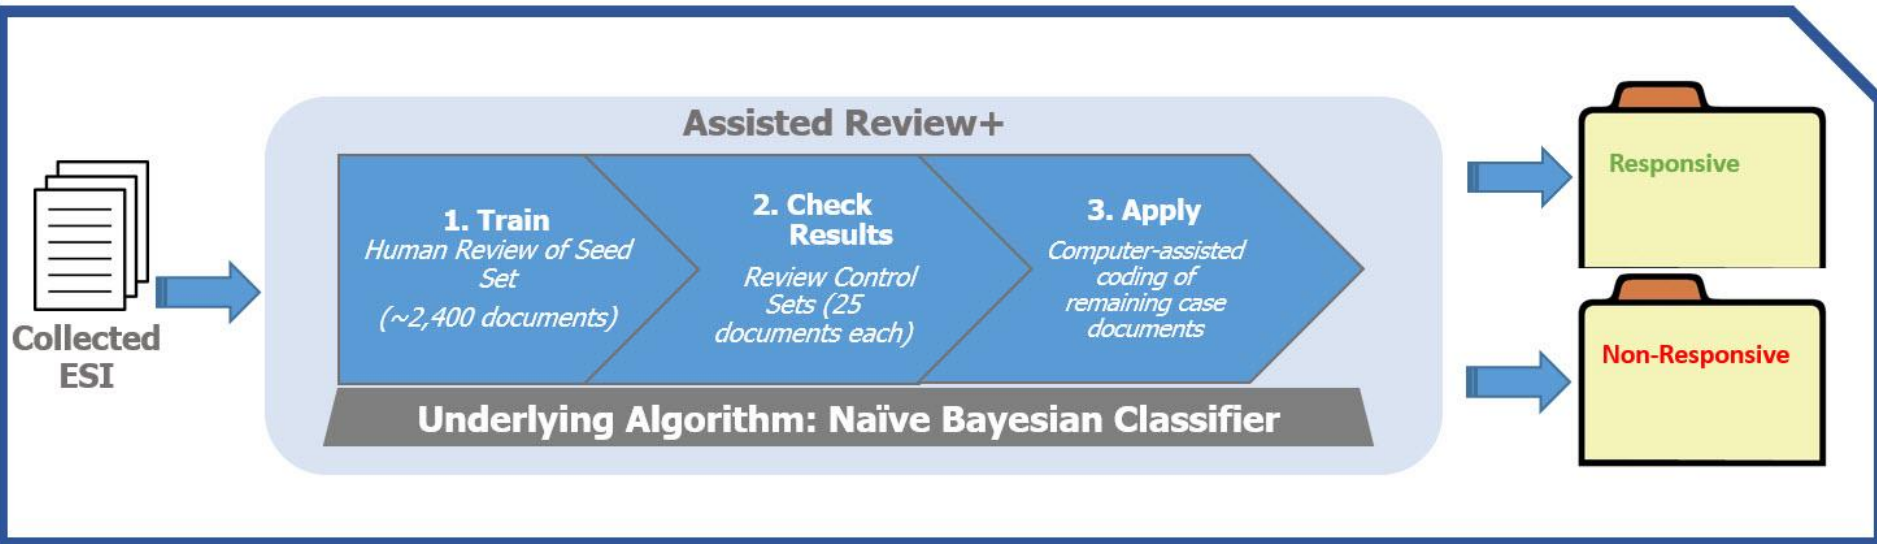 Assisted Review+
Collected
ESI
1. Train
Human Review of Seed
Set
(~2,400 documents)
2. Check
Results
Review Control
Sets (25
documents each)
3. Apply
Computer-assisted
coding of
remaining case
documents
Underlying Algorithm: Naïve Bayesian Classifier
Responsive
Non-Responsive